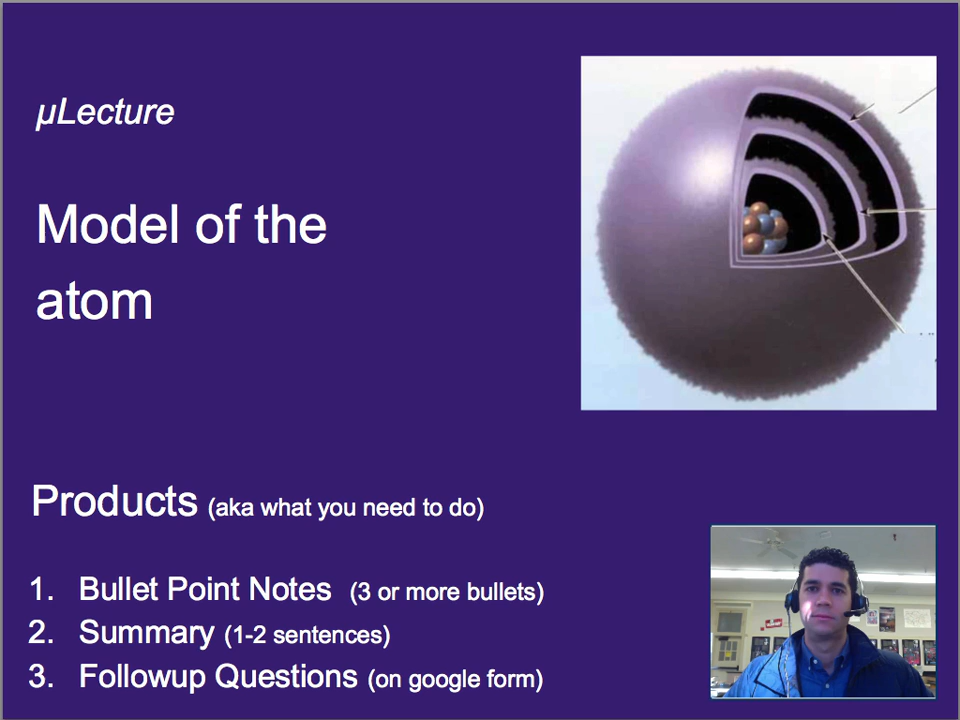 μLecture
Model of the
atom
Products (aka what you need to do)
1. Bullet Point Notes (3 or more bullets)
2. Summary (1-2 sentences)
3. Followup Questions (on google form)